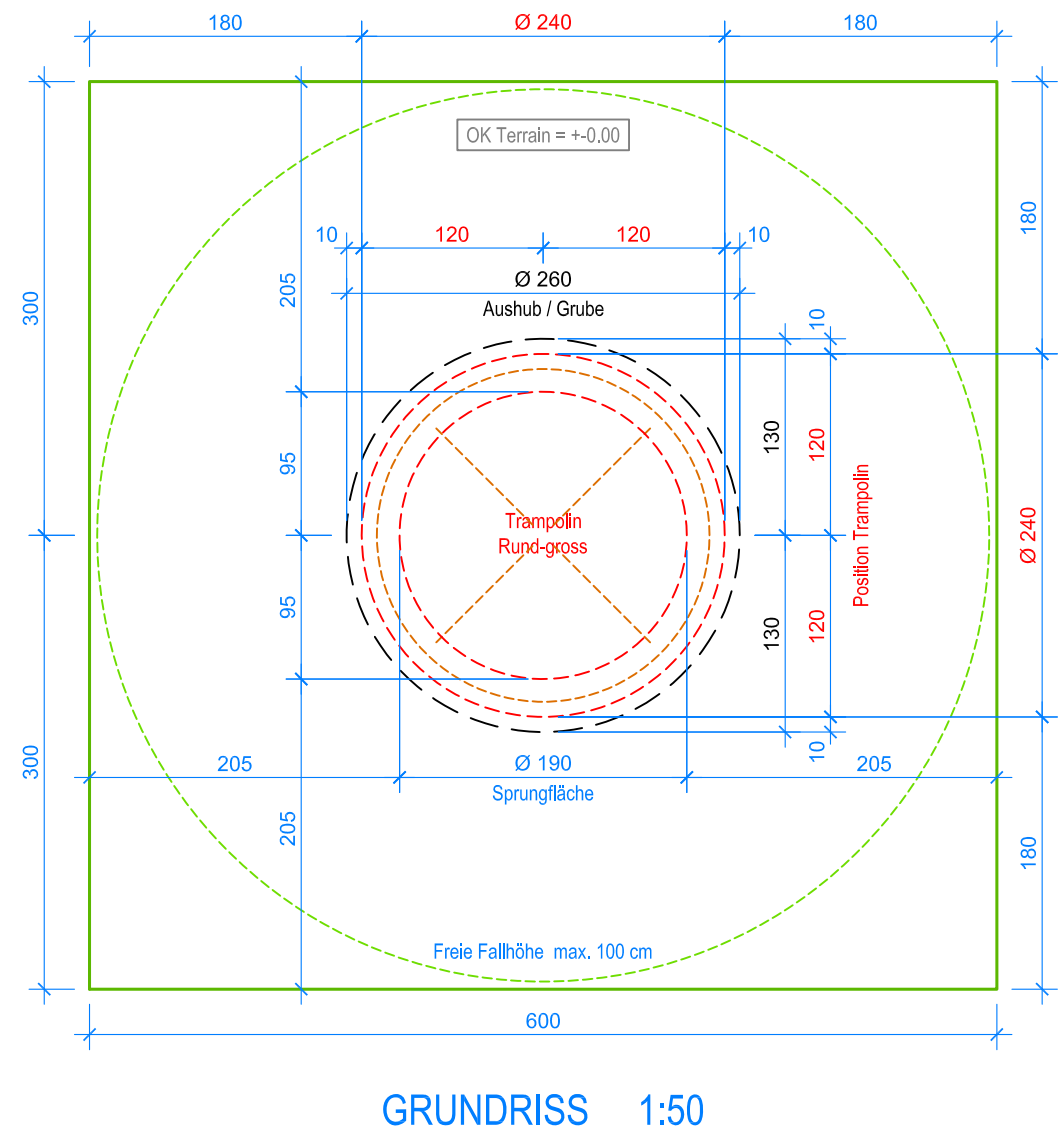 180
Ø 240
180
OK Terrain = +-0.00
10
120
120
10
180
205
300
Ø 260
Aushub / Grube
10
130
120
95
Trampolin
Rund-gross
Position Trampolin
Ø 240
95
130
120
10
300
205
Ø 190
205
Sprungfläche
205
180
Freie Fallhöhe max. 100 cm
600
GRUNDRISS 1:50